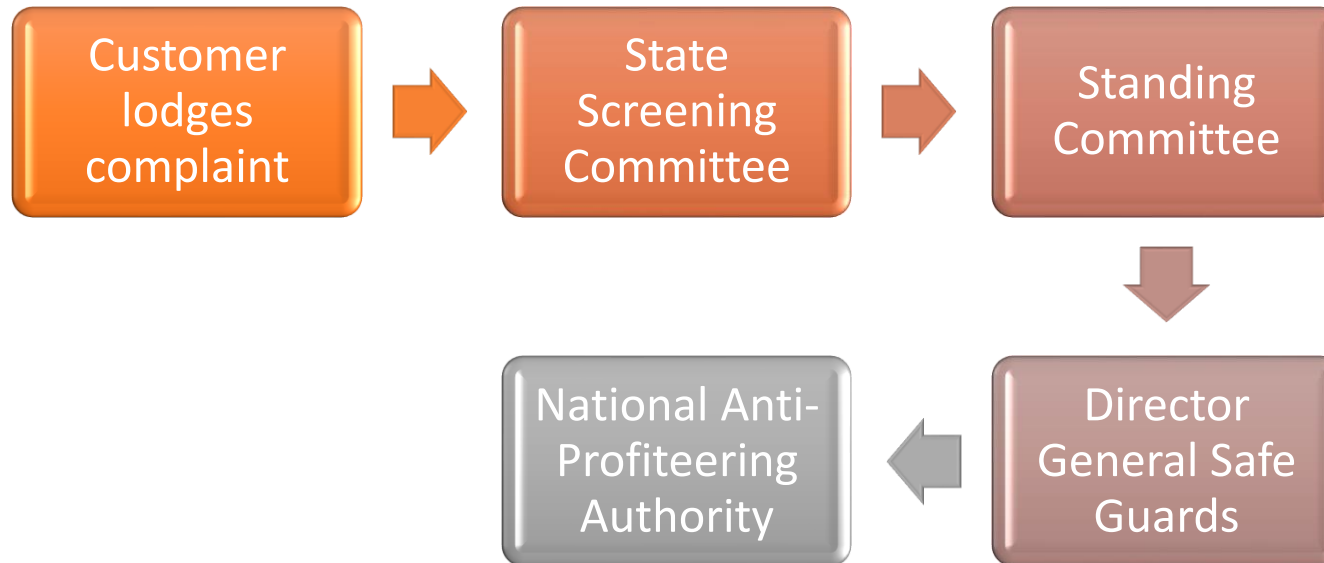 Customer
lodges
complaint
State
Screening
Committee
Standing
Committee
Director
General Safe
Guards
National Anti-
Profiteering
Authority